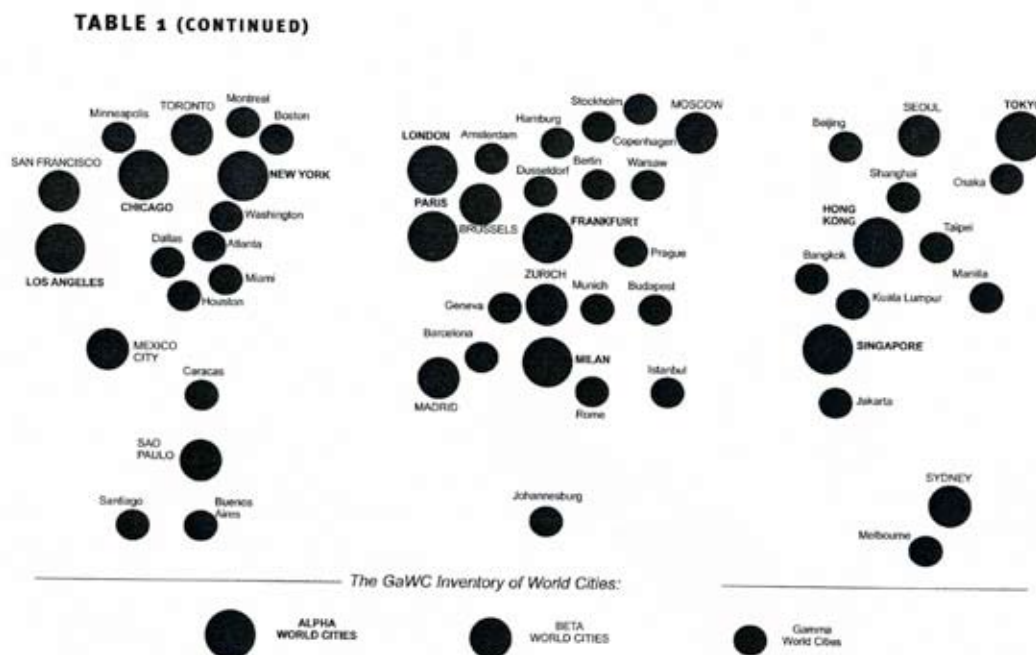 TABLE 1 (CONTINUED)
Minneapolis
TORONTO
Montreal
Boston
SAN FRANCISCO
CHICAGO
NEW YORK
Washington
LOS ANGELES
Dallas
Atlanta
Miami
Houston
MEXICO
CITY
Caracas
SAO
PAULO
Santiago
Buenos
Aires
LONDON
Amsterdam
Hamburg
Stockholm
Copenhagen
MOSCOW
PARIS
BRUSSELS
Dusseldorf
Berlin
Warsaw
FRANKFURT
Prague
ZURICH
Geneva
Munich
Budapest
Barcelona
MILAN
MADRID
Rome
Istanbul
Johannesburg
Beijing
SEOUL
TOKY
Shanghai
Osaka
HONG
KONG
Taipei
Bangkok
Manila
Kuala Lumpur
SINGAPORE
Jakarta
SYDNEY
Melbourne
The GaWC Inventory of World Cities:
ALPHA
WORLD CITIES
BETA
WORLD CITIES
Gamma
World Cities